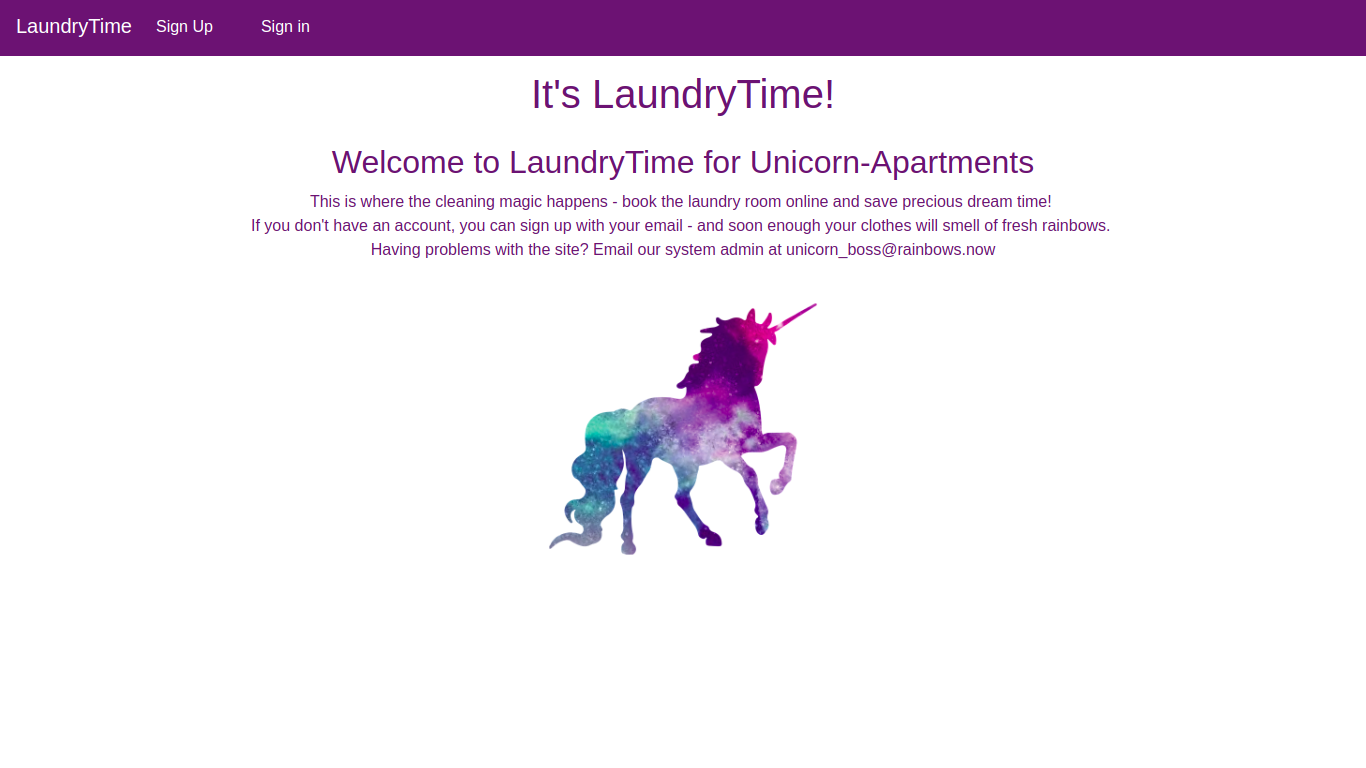 LaundryTime Sign Up Sign in
It's LaundryTime!
Welcome to LaundryTime for Unicorn-Apartments
This is where the cleaning magic happens - book the laundry room online and save precious dream time!
If you don't have an account, you can sign up with your email - and soon enough your clothes will smell of fresh rainbows.
Having problems with the site? Email our system admin at unicorn_boss@rainbows.now